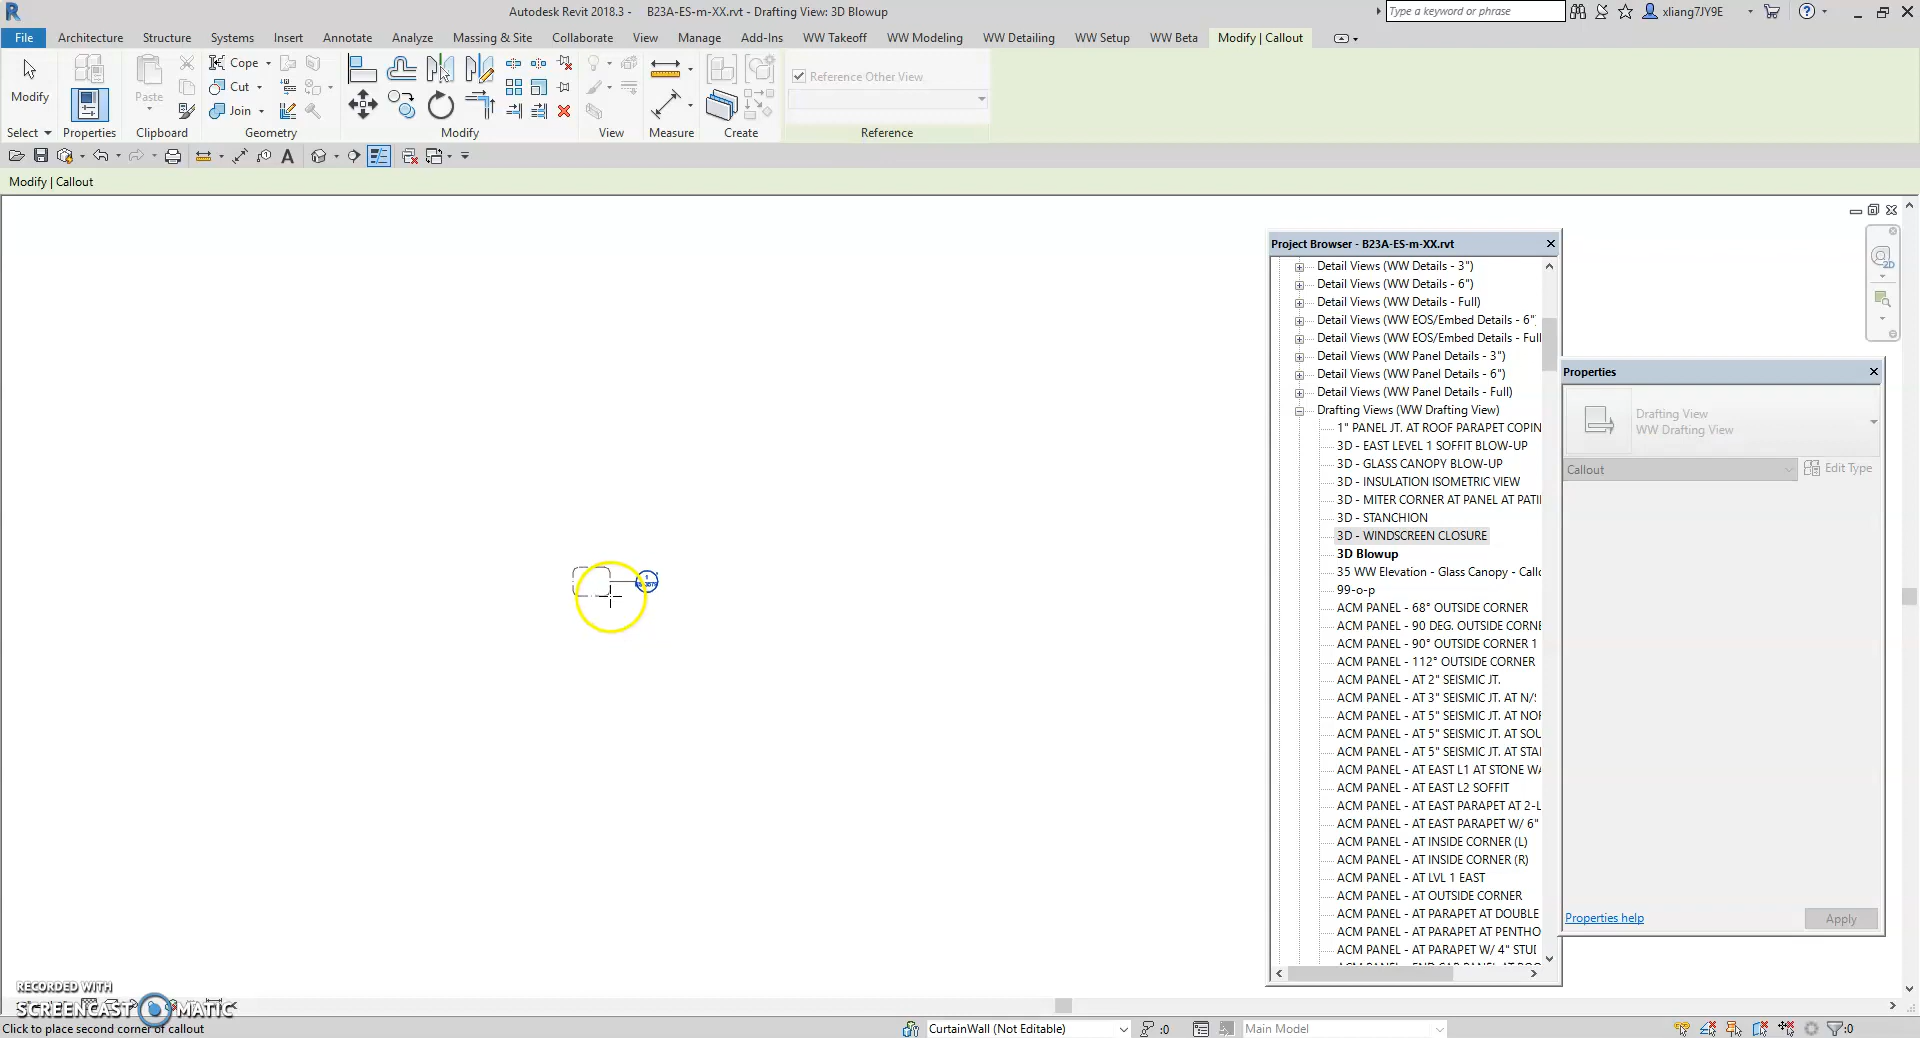 Autodesk Revit 2018.3 -    B23A-ES-m-XX.rvt - Drafting View: 3D Blowup
Type a keyword or phrase
xliang7JY9E
File Architecture Structure Systems Insert Annotate Analyze Massing & Site Collaborate View Manage Add-Ins WW Takeoff WW Modeling WW Detailing WW Setup WW Beta Modify | Callout
Modify
Paste
Cope
Cut
Join
Reference Other View
Select Properties Clipboard Geometry Modify View Measure Create Reference
Modify | Callout
Project Browser - B23A-ES-m-XX.rvt
Detail Views (WW Details - 3")
Detail Views (WW Details - 6")
Detail Views (WW Details - Full)
Detail Views (WW EOS/Embed Details - 6"
Detail Views (WW EOS/Embed Details - Full
Detail Views (WW Panel Details - 3")
Detail Views (WW Panel Details - 6")
Detail Views (WW Panel Details - Full)
Drafting Views (WW Drafting View)
1" PANEL JT. AT ROOF PARAPET COPIN
3D - EAST LEVEL 1 SOFFIT BLOW-UP
3D - GLASS CANOPY BLOW-UP
3D - INSULATION ISOMETRIC VIEW
3D - MITER CORNER AT PANEL AT PATI
3D - STANCHION
3D - WINDSCREEN CLOSURE
3D Blowup
35 WW Elevation - Glass Canopy - Callo
99-o-p
ACM PANEL - 68° OUTSIDE CORNER
ACM PANEL - 90 DEG. OUTSIDE CORNE
ACM PANEL - 90° OUTSIDE CORNER 1
ACM PANEL - 112° OUTSIDE CORNER
ACM PANEL - AT 2" SEISMIC JT.
ACM PANEL - AT 3" SEISMIC JT. AT N/S
ACM PANEL - AT 5" SEISMIC JT. AT NOR
ACM PANEL - AT 5" SEISMIC JT. AT SOU
ACM PANEL - AT 5" SEISMIC JT. AT STA
ACM PANEL - AT EAST L1 AT STONE WA
ACM PANEL - AT EAST L2 SOFFIT
ACM PANEL - AT EAST PARAPET AT 2-L
ACM PANEL - AT EAST PARAPET W/ 6"
ACM PANEL - AT INSIDE CORNER (L)
ACM PANEL - AT INSIDE CORNER (R)
ACM PANEL - AT LVL 1 EAST
ACM PANEL - AT OUTSIDE CORNER
ACM PANEL - AT PARAPET AT DOUBLE
ACM PANEL - AT PARAPET AT PENTHO
ACM PANEL - AT PARAPET W/ 4" STUD
Properties
Drafting View
WW Drafting View
Callout
Edit Type
Properties help
Apply
RECORDED WITH
SCREENCAST MATIC
Click to place second corner of callout
CurtainWall (Not Editable)
:0
Main Model
:0